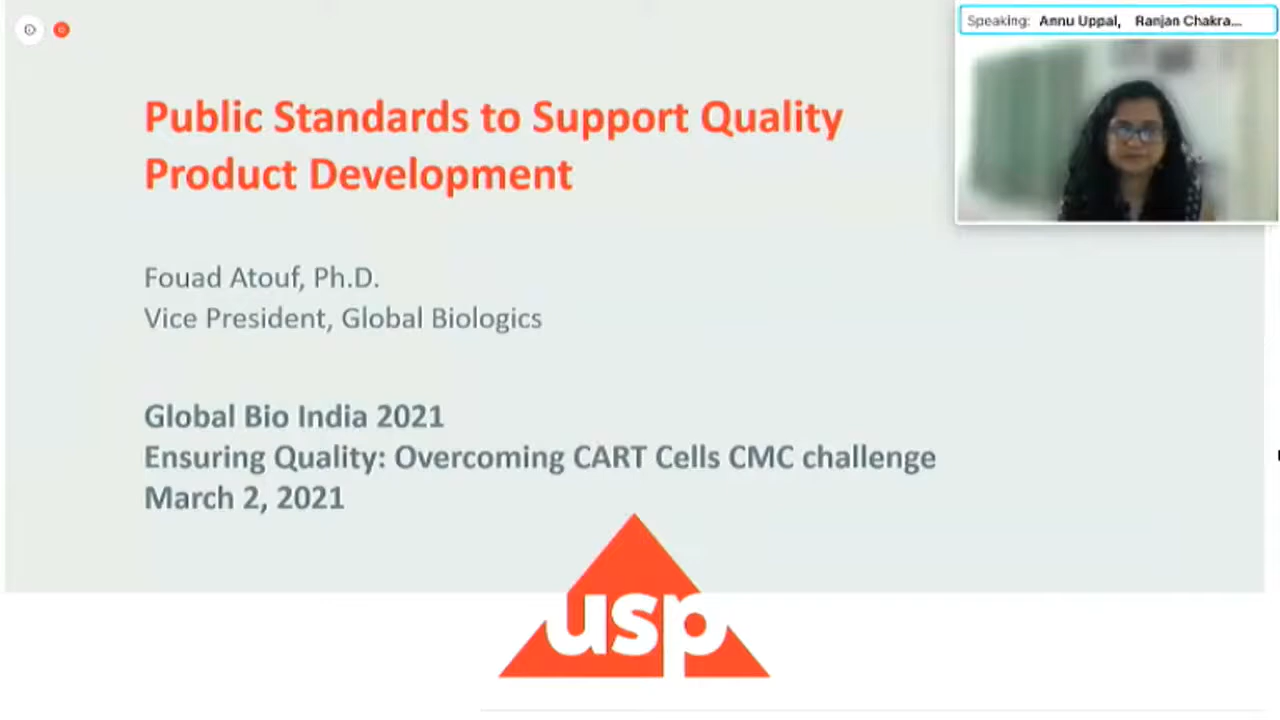 Speaking: Annu Uppal, Ranjan Chakra...
Public Standards to Support Quality
Product Development
Fouad Atouf, Ph.D.
Vice President, Global Biologics
Global Bio India 2021
Ensuring Quality: Overcoming CART Cells CMC challenge
March 2, 2021
usp